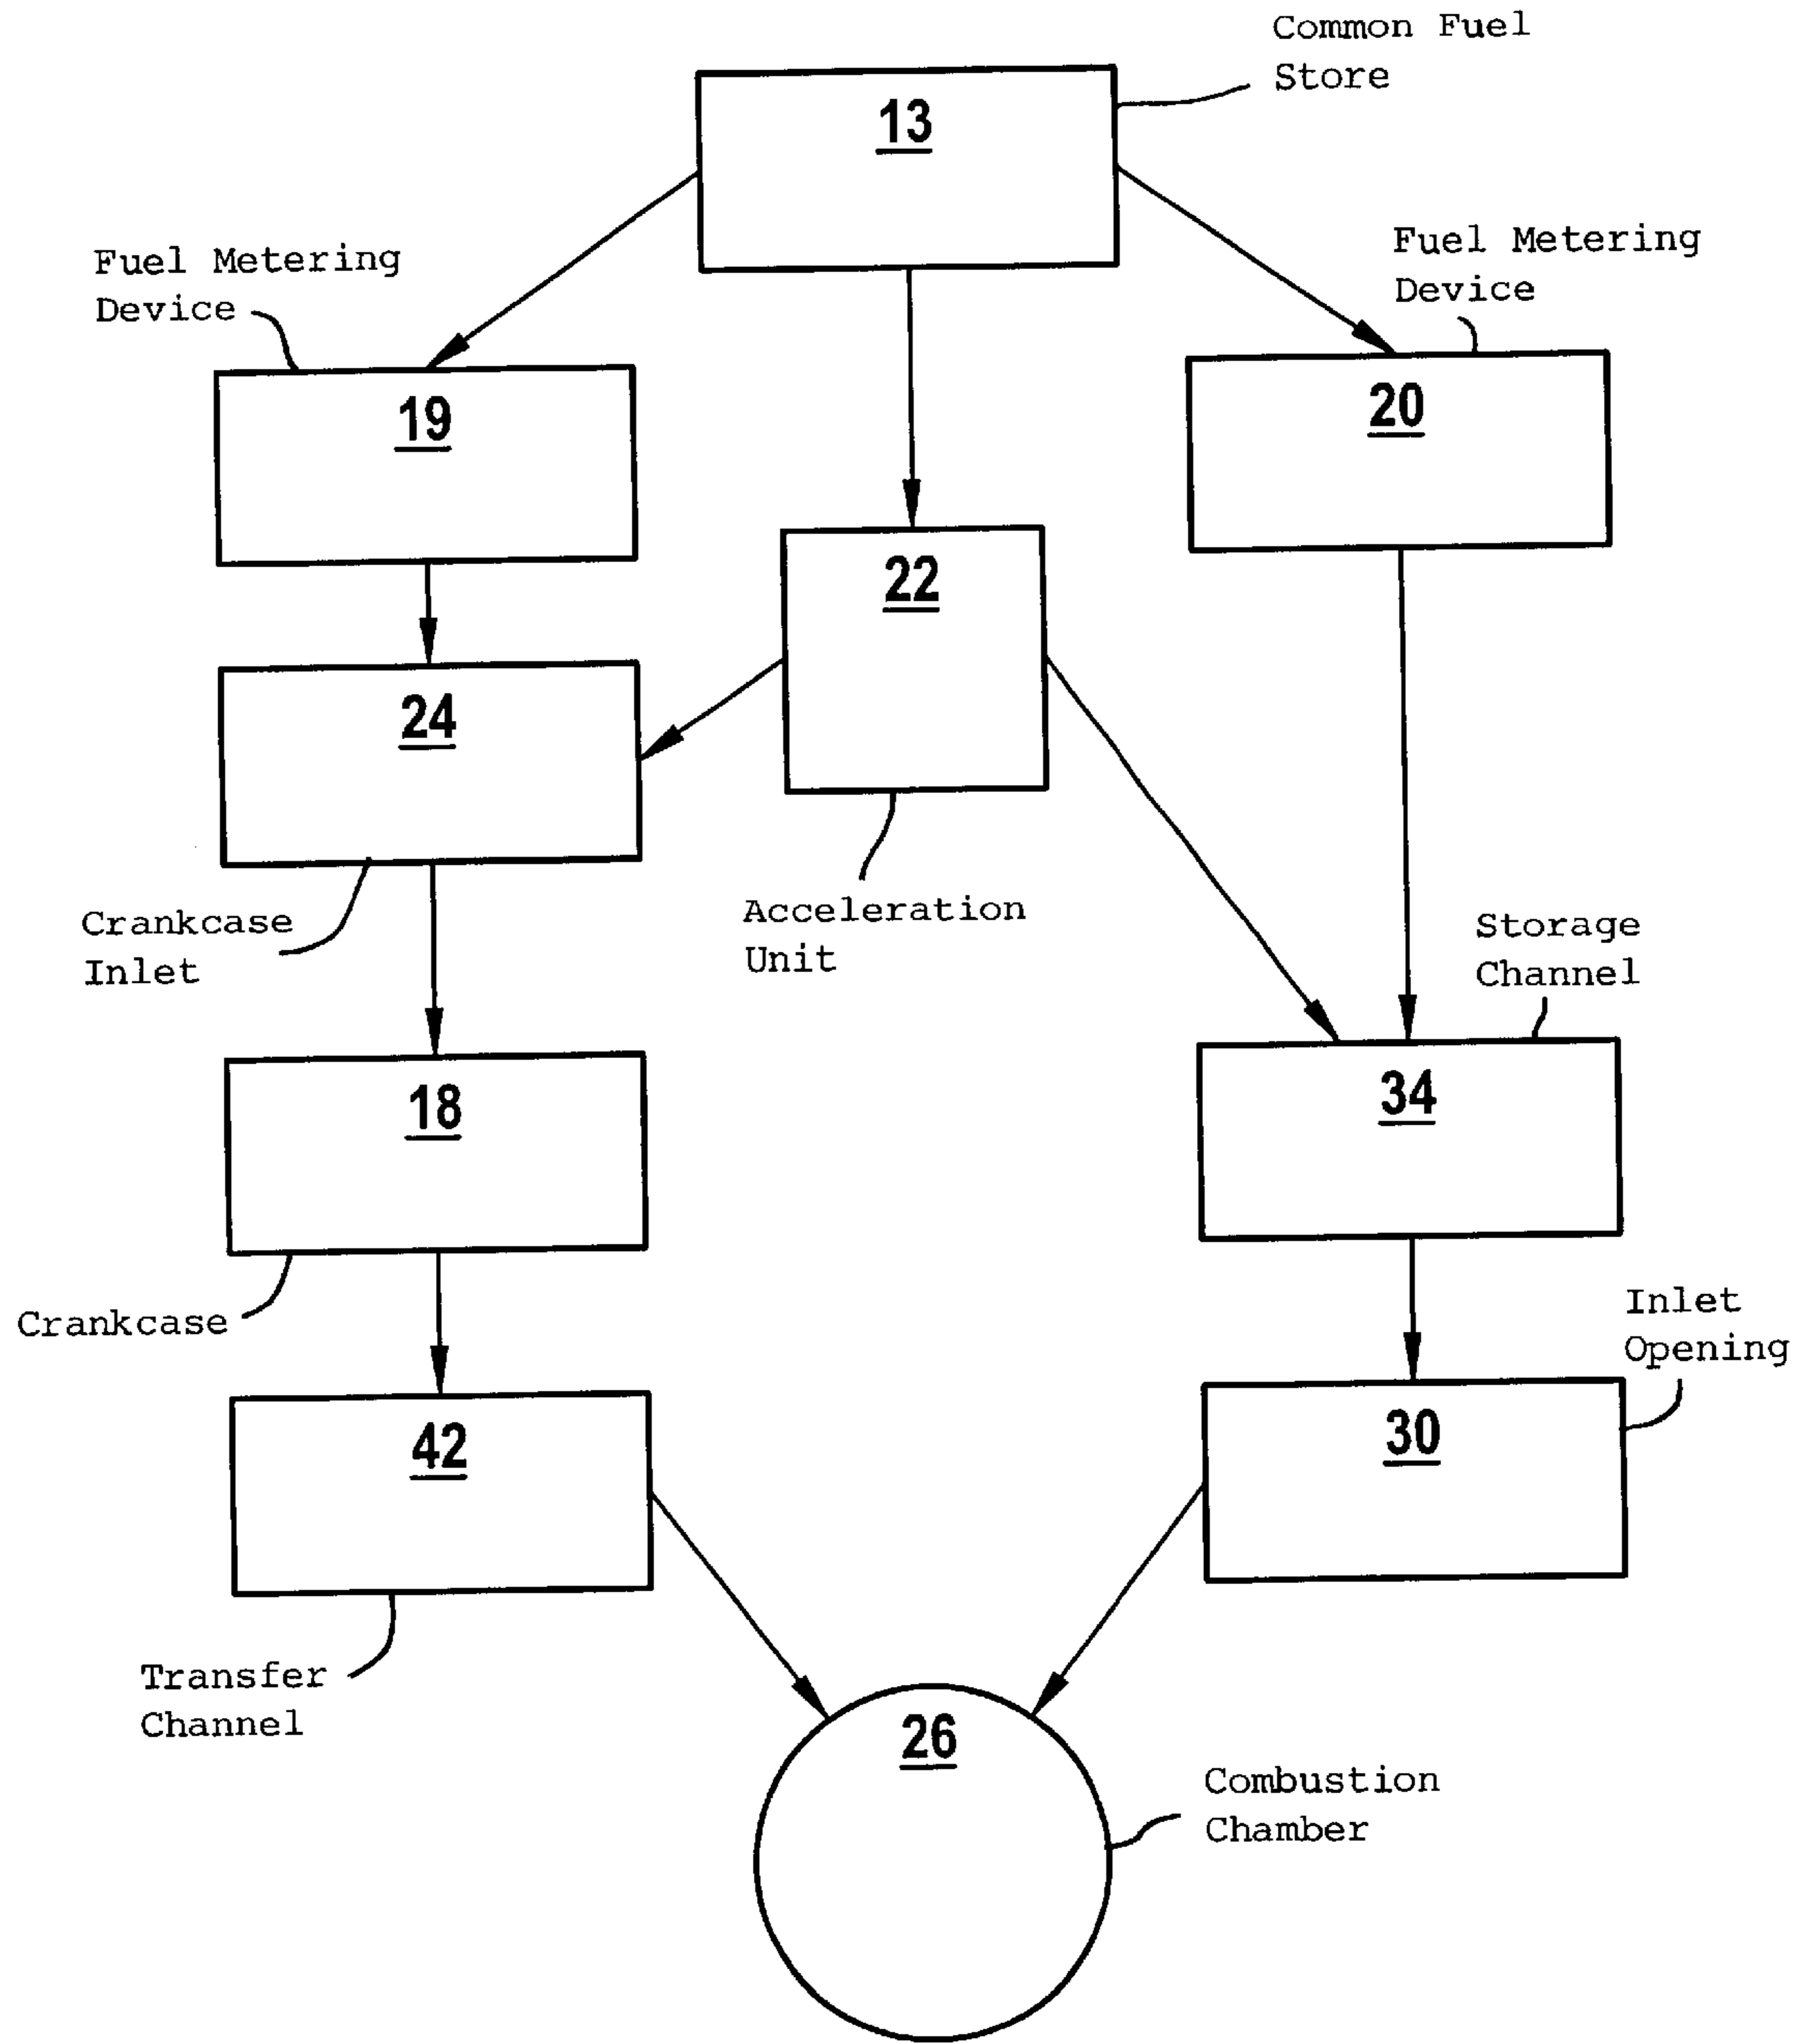 Common Fuel
Store
13
Fuel Metering
Device
Fuel Metering
Device
19
20
22
24
Crankcase
Inlet
Acceleration
Unit
Storage
Channel
18
34
Crankcase
Inlet
Opening
42
30
Transfer
Channel
26
Combustion
Chamber